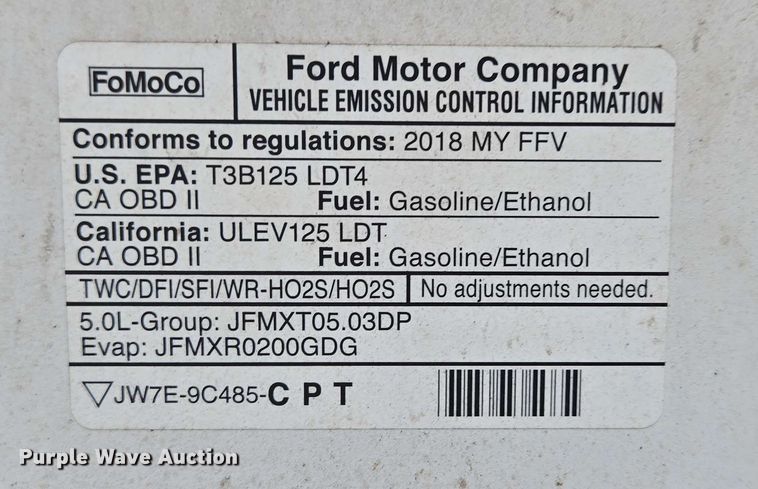 FoMoCo
Ford Motor Company
VEHICLE EMISSION CONTROL INFORMATION
Conforms to regulations: 2018 MY FFV
U.S. EPA: T3B125 LDT4
CA OBD II Fuel: Gasoline/Ethanol
California: ULEV125 LDT
CA OBD II Fuel: Gasoline/Ethanol
TWC/DFI/SFI/WR-HO2S/HO2S No adjustments needed.
5.0L-Group: JFMXT05.03DP
Evap: JFMXR0200GDG
JW7E-9C485-C P T
Purple Wave Auction